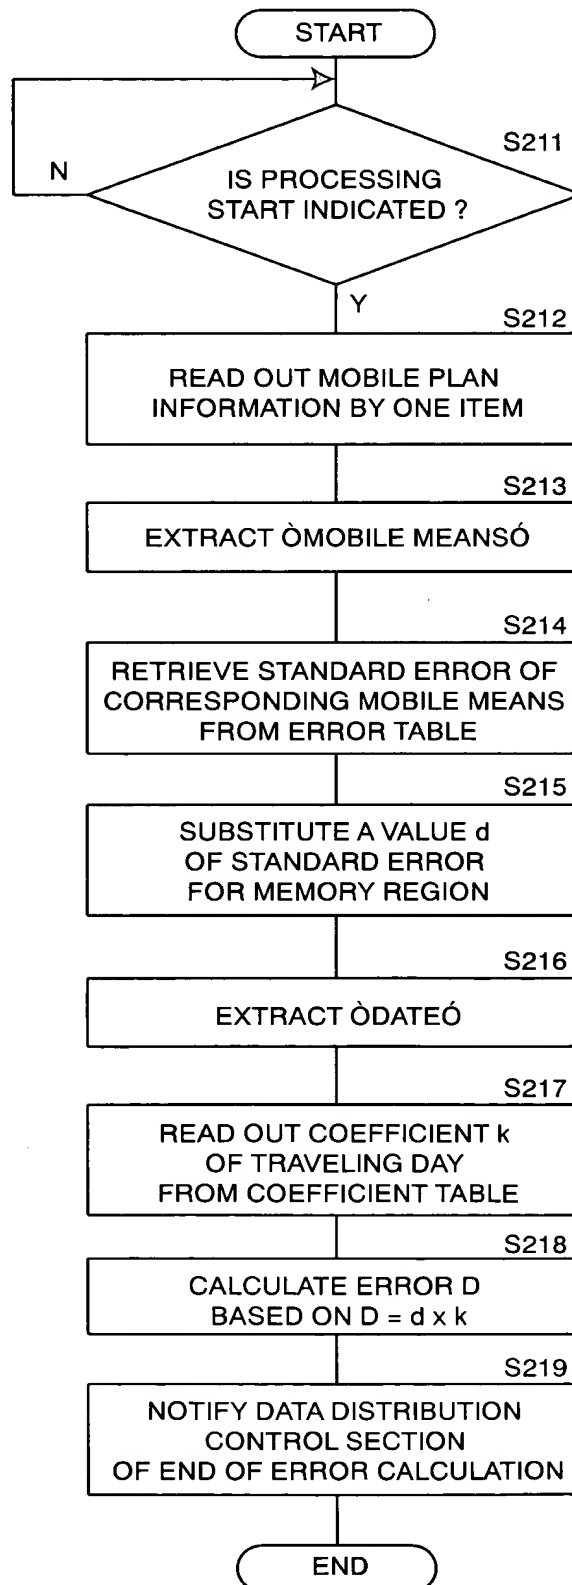 START
S211
N
IS PROCESSING
START INDICATED ?
Y
S212
READ OUT MOBILE PLAN
INFORMATION BY ONE ITEM
S213
EXTRACT ÒMOBILE MEANSÓ
S214
RETRIEVE STANDARD ERROR OF
CORRESPONDING MOBILE MEANS
FROM ERROR TABLE
S215
SUBSTITUTE A VALUE d
OF STANDARD ERROR
FOR MEMORY REGION
S216
EXTRACT ÒDATEÓ
S217
READ OUT COEFFICIENT k
OF TRAVELING DAY
FROM COEFFICIENT TABLE
S218
CALCULATE ERROR D
BASED ON D = d x k
S219
NOTIFY DATA DISTRIBUTION
CONTROL SECTION
OF END OF ERROR CALCULATION
END